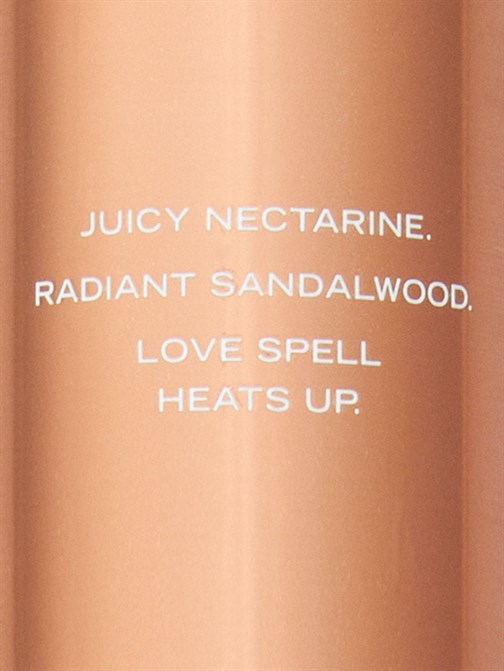 JUICY NECTARINE.
RADIANT SANDALWOOD.
LOVE SPELL
HEATS UP.